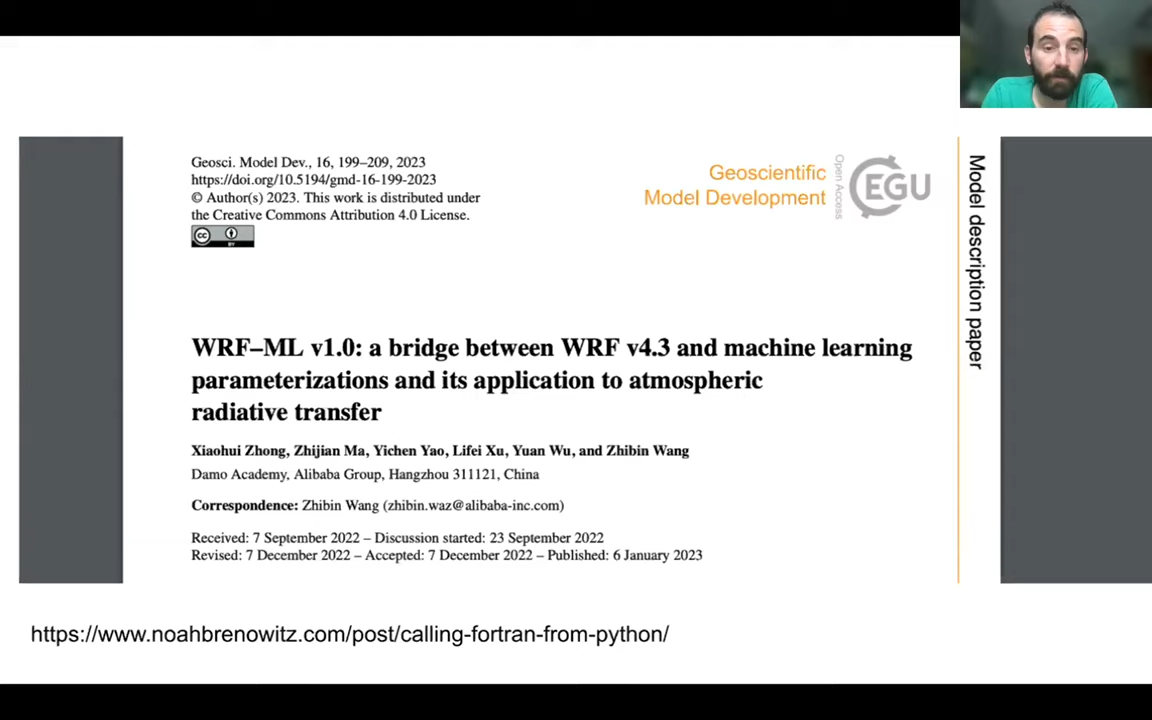 Geosci. Model Dev., 16, 199–209, 2023
https://doi.org/10.5194/gmd-16-199-2023
© Author(s) 2023. This work is distributed under
the Creative Commons Attribution 4.0 License.
cc
BY
Geoscientific
Model Development
Open Access
EGU
Model description paper
WRF–ML v1.0: a bridge between WRF v4.3 and machine learning
parameterizations and its application to atmospheric
radiative transfer
Xiaohui Zhong, Zhijian Ma, Yichen Yao, Lifei Xu, Yuan Wu, and Zhibin Wang
Damo Academy, Alibaba Group, Hangzhou 311121, China
Correspondence: Zhibin Wang (zhibin.waz@alibaba-inc.com)
Received: 7 September 2022 – Discussion started: 23 September 2022
Revised: 7 December 2022 – Accepted: 7 December 2022 – Published: 6 January 2023
https://www.noahbrenowitz.com/post/calling-fortran-from-python/